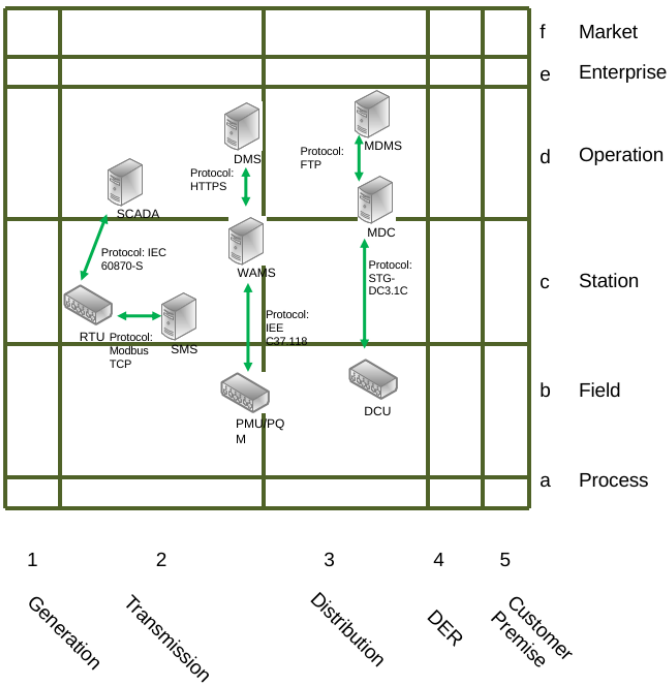 f Market
e Enterprise
DMS
MDMS
Protocol:
FTP
d Operation
Protocol:
HTTPS
SCADA
MDC
Protocol: IEC
60870-S
WAMS
Protocol:
STG-
DC3.1C
c Station
Protocol:
IEE
C37.118
RTU
Protocol:
Modbus
TCP
SMS
b Field
DCU
PMU/PQ
M
a Process
1 2 3 4 5
Generation
Transmission
Distribution
DER
Customer
Premise